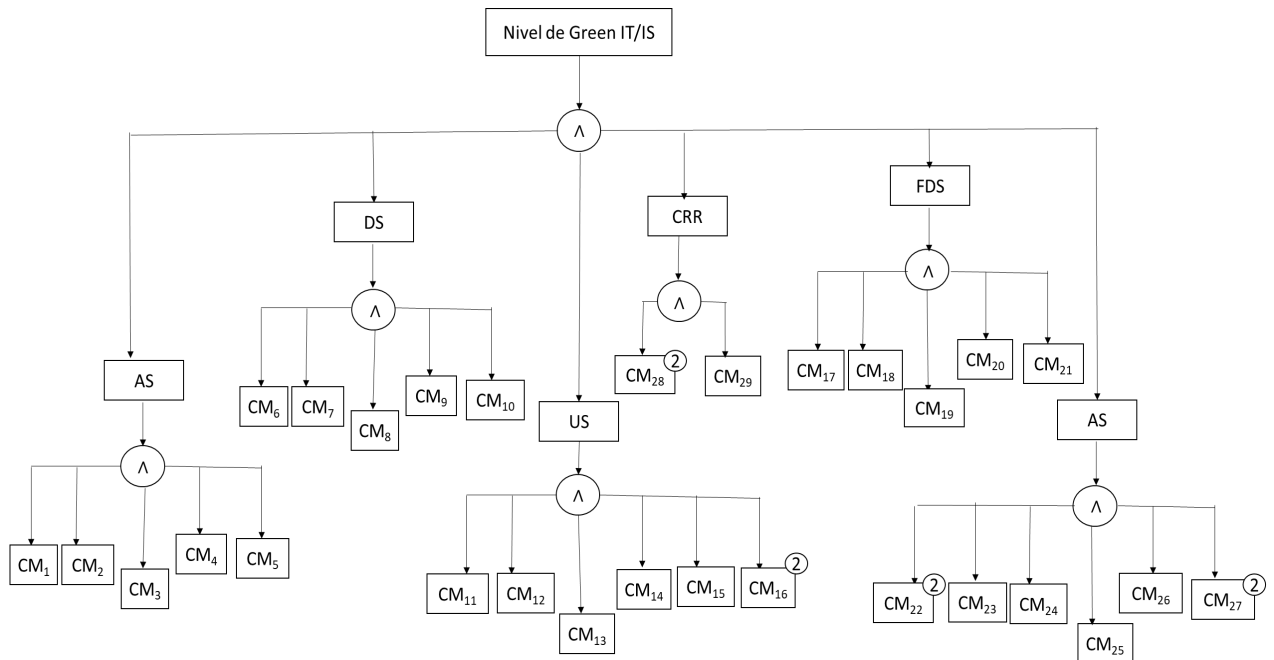 Nivel de Green IT/IS
Λ
FDS
DS
CRR
Λ
Λ
Λ
CM₂₈ 2
CM₂₉
CM₁₇
CM₁₈
CM₁₉
CM₂₀
CM₂₁
AS
CM₆
CM₇
CM₈
CM₉
CM₁₀
US
AS
Λ
Λ
Λ
CM₁
CM₂
CM₃
CM₄
CM₅
CM₁₁
CM₁₂
CM₁₃
CM₁₄
CM₁₅
CM₁₆ 2
CM₂₂ 2
CM₂₃
CM₂₄
CM₂₅
CM₂₆
CM₂₇ 2